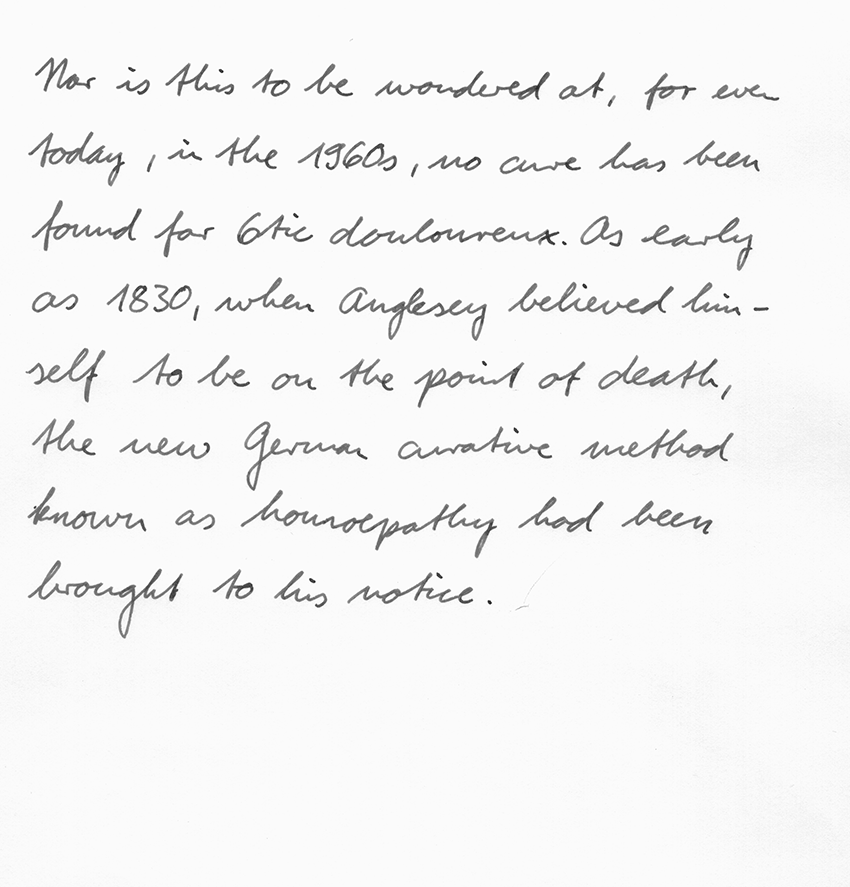 Nor is this to be wondered at, for even
today, in the 1960s, no cure has been
found for 6tic douloureux. As early
as 1830, when Anglesey believed him-
self to be on the point of death,
the new German curative method
known as homoepathy had been
brought to his notice.